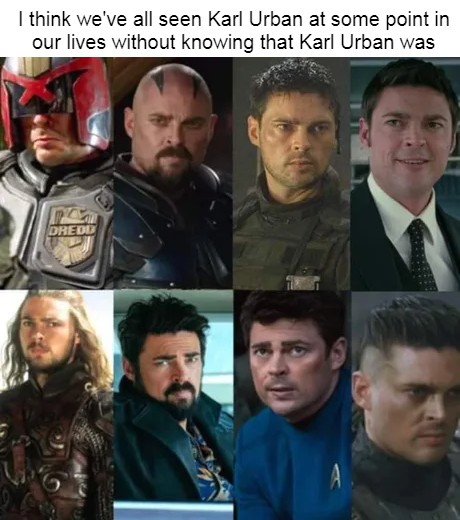 I think we've all seen Karl Urban at some point in
our lives without knowing that Karl Urban was
DREDD